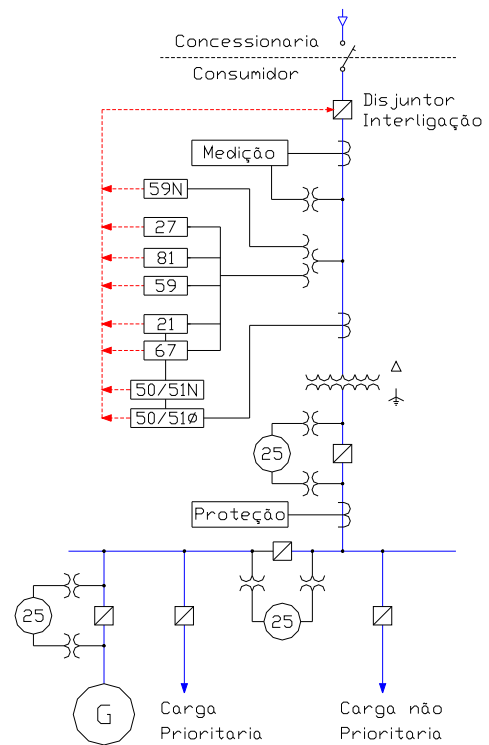 Concessionaria
Consumidor
Disjuntor
Interligação
Medição
59N
27
81
59
21
67
50/51N
50/51Ø
25
Proteção
25
25
G
Carga
Prioritaria
Carga não
Prioritaria